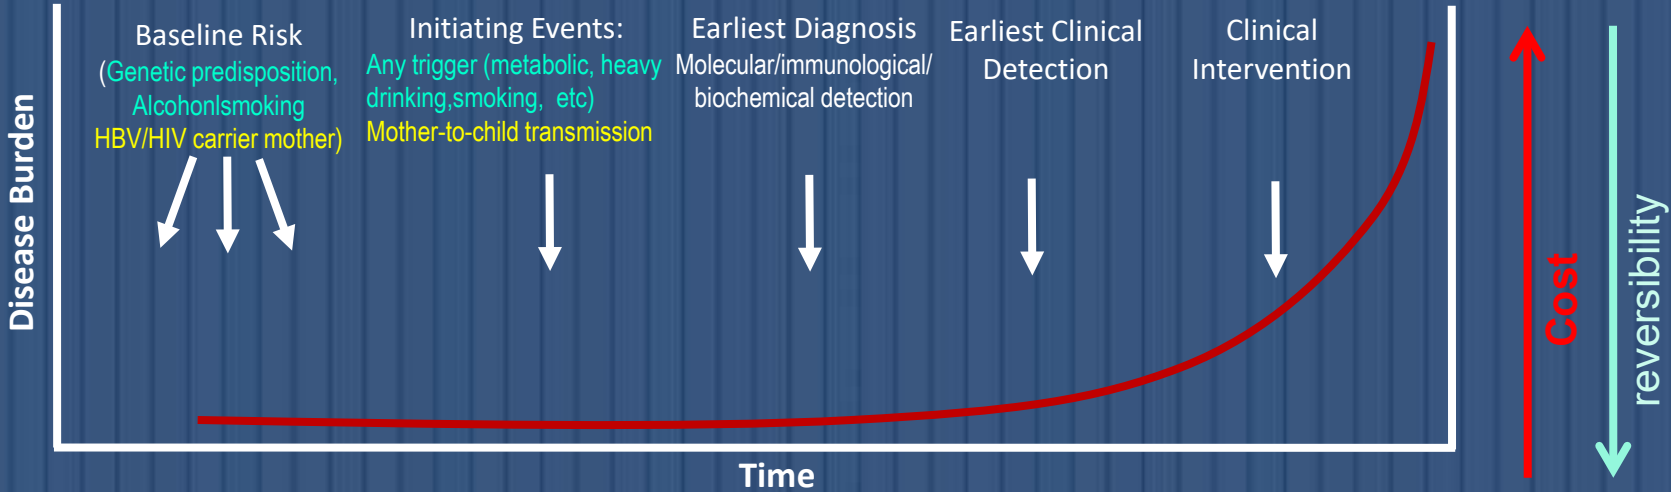 Disease Burden
Baseline Risk
(Genetic predisposition,
Alcohonlsmoking
HBV/HIV carrier mother)
Initiating Events:
Any trigger (metabolic, heavy
drinking,smoking, etc)
Mother-to-child transmission
Earliest Diagnosis
Molecular/immunological/
biochemical detection
Earliest Clinical
Detection
Clinical
Intervention
Cost
reversibility
Time